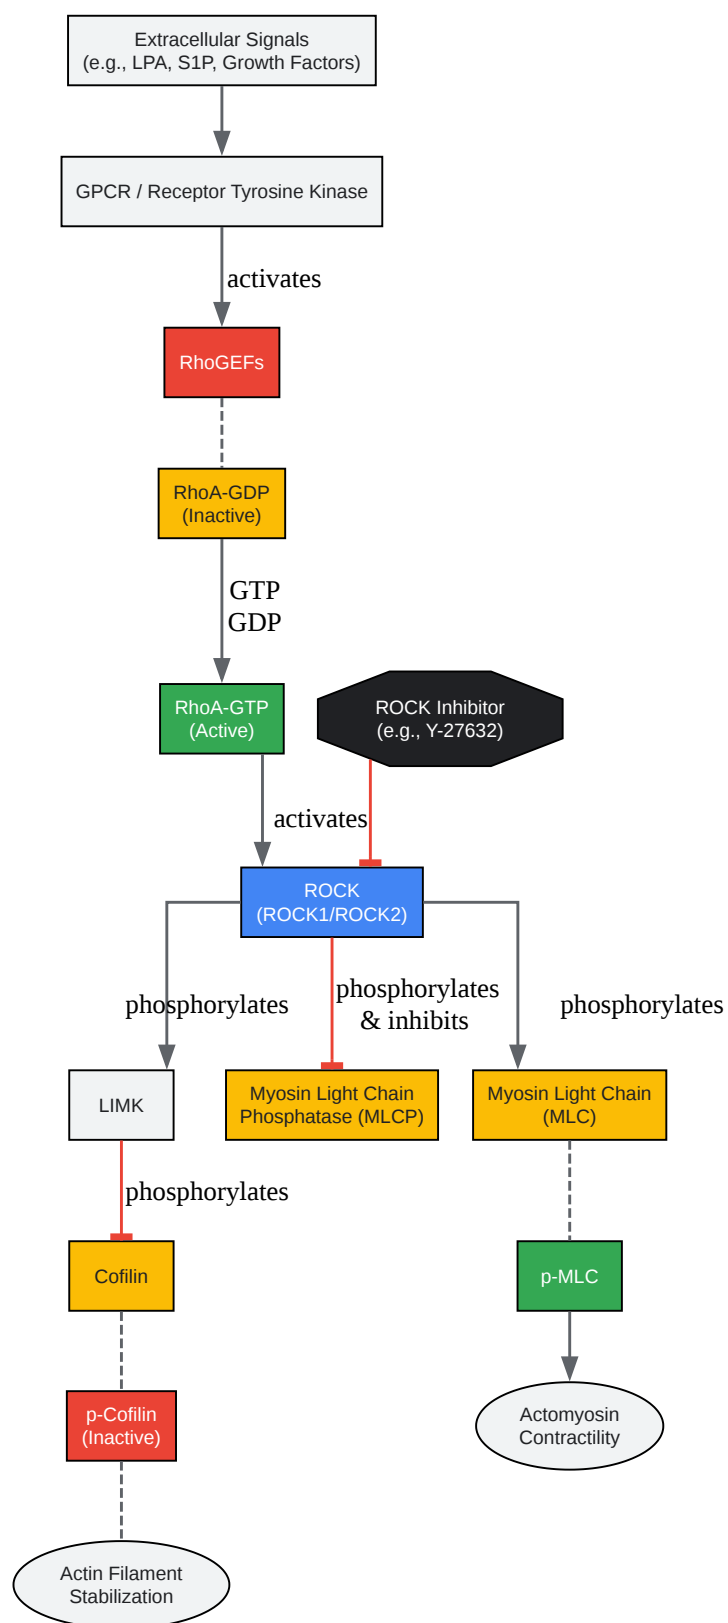 Extracellular Signals
(e.g., LPA, S1P, Growth Factors)
GPCR / Receptor Tyrosine Kinase
activates
RhoGEFs
RhoA-GDP
(Inactive)
GTP
GDP
RhoA-GTP
(Active)
ROCK Inhibitor
(e.g., Y-27632)
activates
ROCK
(ROCK1/ROCK2)
phosphorylates
phosphorylates
& inhibits
phosphorylates
LIMK
Myosin Light Chain
Phosphatase (MLCP)
Myosin Light Chain
(MLC)
phosphorylates
Cofilin
p-MLC
p-Cofilin
(Inactive)
Actomyosin
Contractility
Actin Filament
Stabilization